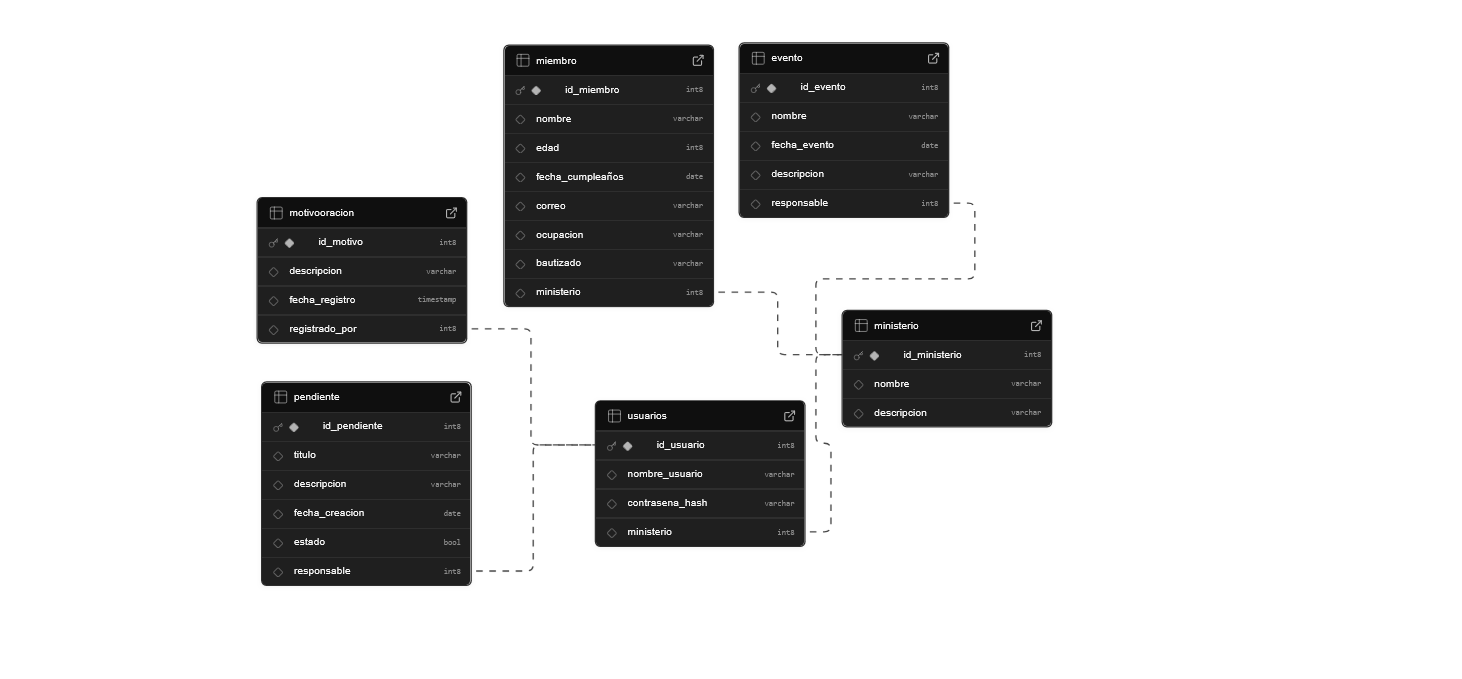 miembro
id_miembro int8
nombre varchar
edad int8
fecha_cumpleaños date
correo varchar
ocupacion varchar
bautizado varchar
ministerio int8
evento
id_evento int8
nombre varchar
fecha_evento date
descripcion varchar
responsable int8
motivooracion
id_motivo int8
descripcion varchar
fecha_registro timestamp
registrado_por int8
ministerio
id_ministerio int8
nombre varchar
descripcion varchar
pendiente
id_pendiente int8
titulo varchar
descripcion varchar
fecha_creacion date
estado bool
responsable int8
usuarios
id_usuario int8
nombre_usuario varchar
contrasena_hash varchar
ministerio int8